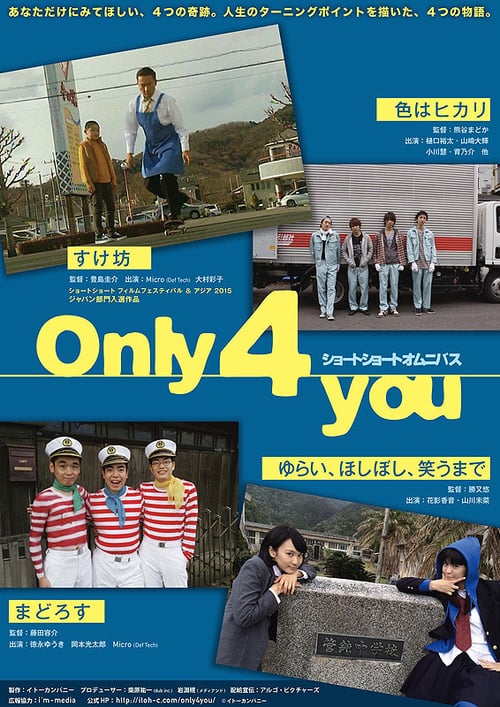 あなただけにみてほしい、4つの奇跡。人生のターニングポイントを描いた、4つの物語。
色はヒカリ
監督：熊谷まどか
出演：樋口裕太・山崎大輝
小川慧・青乃介 他
すけ坊
監督：豊島圭介 出演：Micro (Def Tech) 大村彩子
ショートショート フィルムフェスティバル & アジア 2015
ジャパン部門入選作品
Only 4 you
ショートショートオムニバス
ゆらい、ほしぼし、笑うまで
監督：勝又悠
出演：花影香音・山川未菜
まどろす
監督：藤田容介
出演：徳永ゆうき 岡本光太郎 Micro (Def Tech)
菅錦中学校
製作：イトーカンパニー プロデューサー：柴原祐一 (dub inc.) 岩淵規 (メディアンド) 配給宣伝：アルゴ・ピクチャーズ
広報協力：i'm-media 公式HP：http://itoh-c.com/only4you/ ©イトーカンパニー